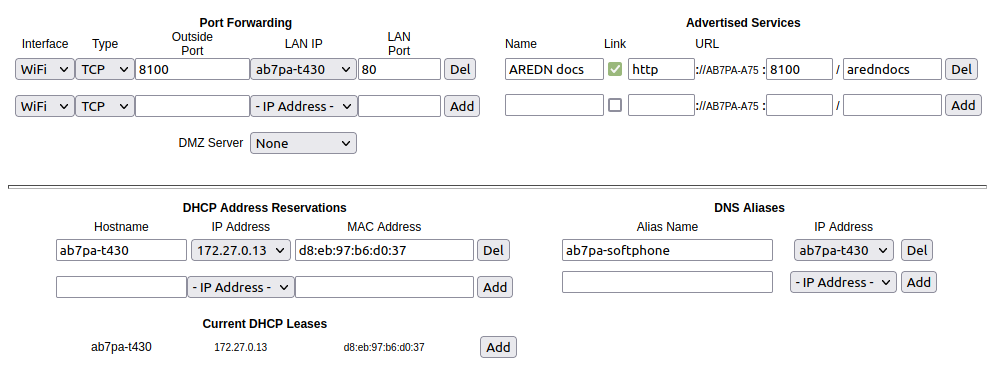 Port Forwarding
Interface Type Outside Port LAN IP LAN Port
WiFi TCP 8100 ab7pa-t430 80 Del
WiFi TCP - IP Address - Add
DMZ Server None
Advertised Services
Name Link URL
AREDN docs http ://AB7PA-A75 : 8100 / aredndocs Del
://AB7PA-A75 : / Add
DHCP Address Reservations
Hostname IP Address MAC Address
ab7pa-t430 172.27.0.13 d8:eb:97:b6:d0:37 Del
- IP Address - Add
Current DHCP Leases
ab7pa-t430 172.27.0.13 d8:eb:97:b6:d0:37 Add
DNS Aliases
Alias Name IP Address
ab7pa-softphone ab7pa-t430 Del
- IP Address - Add